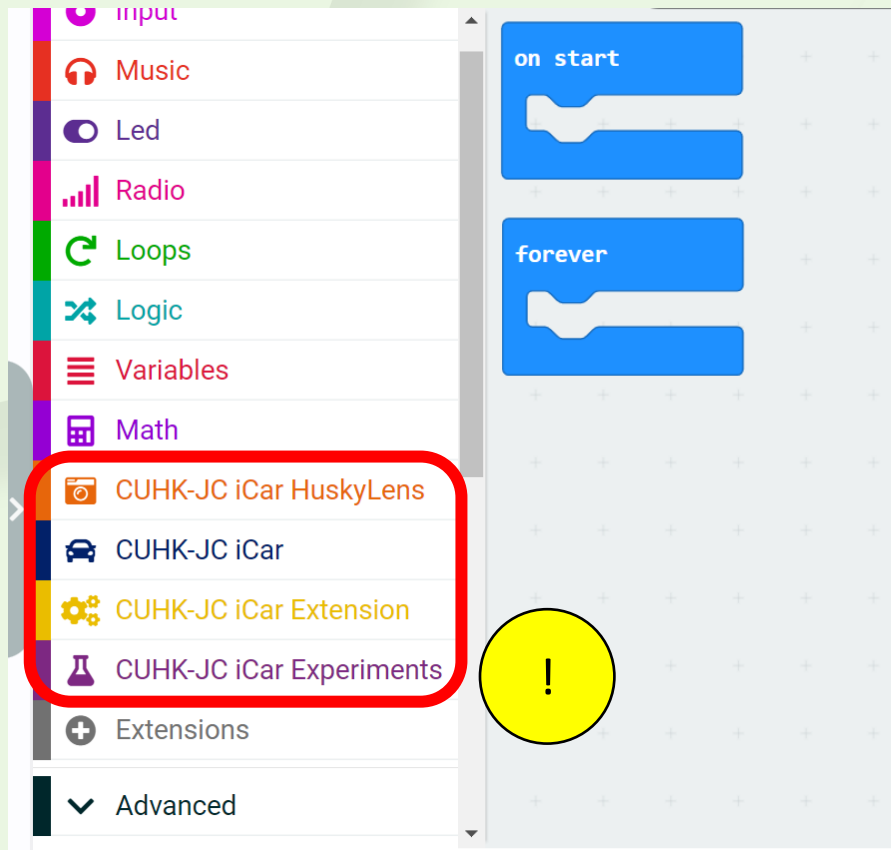 Input
Music
Led
Radio
Loops
Logic
Variables
Math
CUHK-JC iCar HuskyLens
CUHK-JC iCar
CUHK-JC iCar Extension
CUHK-JC iCar Experiments
Extensions
Advanced
on start
forever
!